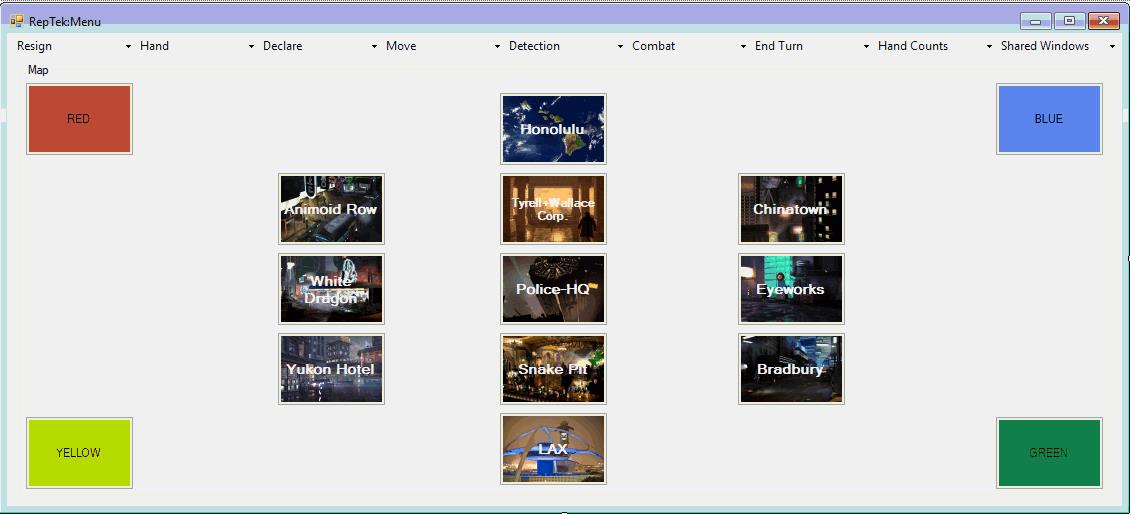 RepTek:Menu
Resign Hand Declare Move Detection Combat End Turn Hand Counts Shared Windows
Map
RED
BLUE
Honolulu
Animoid Row
Tyrell+Wallace
Corp.
Chinatown
White
Dragon
Police-HQ
Eyeworks
Yukon Hotel
Snake Pit
Bradbury
YELLOW
LAX
GREEN